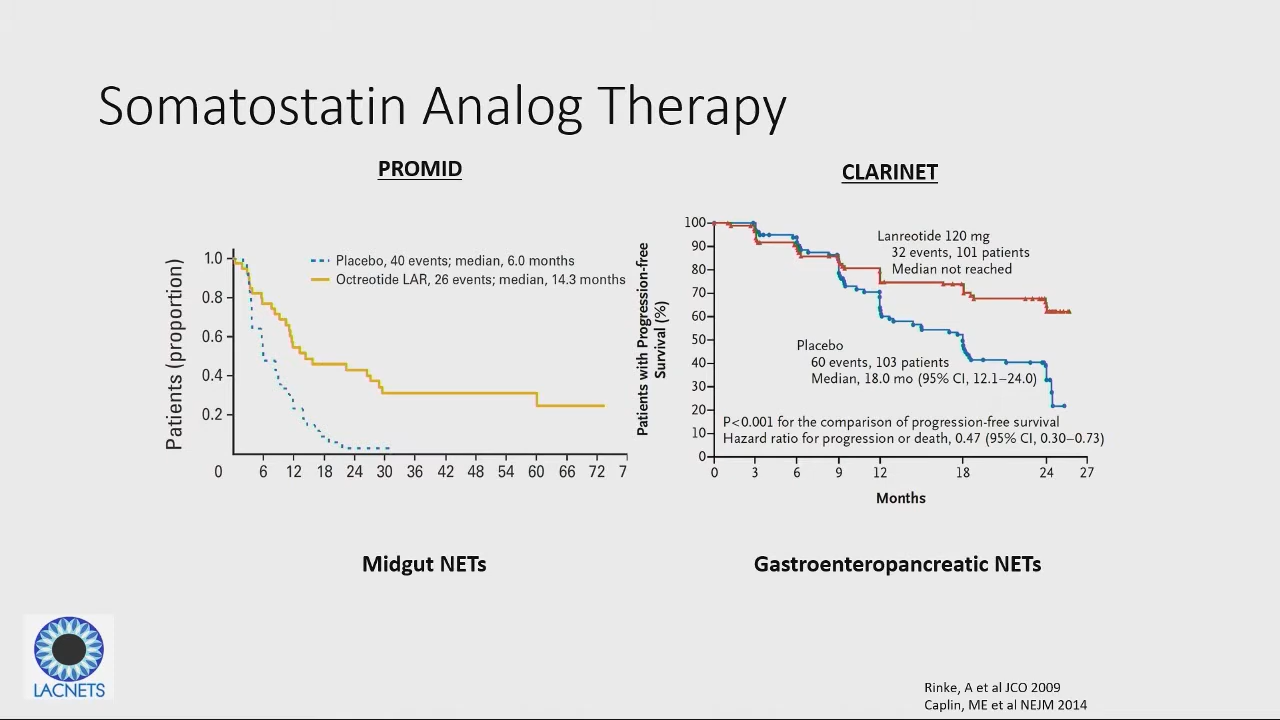 Somatostatin Analog Therapy
PROMID
Patients (proportion)
1.0
0.8
0.6
0.4
0.2
0 6 12 18 24 30 36 42 48 54 60 66 72 7
Placebo, 40 events; median, 6.0 months
Octreotide LAR, 26 events; median, 14.3 months
Midgut NETs
CLARINET
Patients with Progression-free
Survival (%)
100
90
80
70
60
50
40
30
20
10
0
0 3 6 9 12 18 24 27
Months
Lanreotide 120 mg
32 events, 101 patients
Median not reached
Placebo
60 events, 103 patients
Median, 18.0 mo (95% CI, 12.1–24.0)
P<0.001 for the comparison of progression-free survival
Hazard ratio for progression or death, 0.47 (95% CI, 0.30–0.73)
Gastroenteropancreatic NETs
LACNETS
Rinke, A et al JCO 2009
Caplin, ME et al NEJM 2014